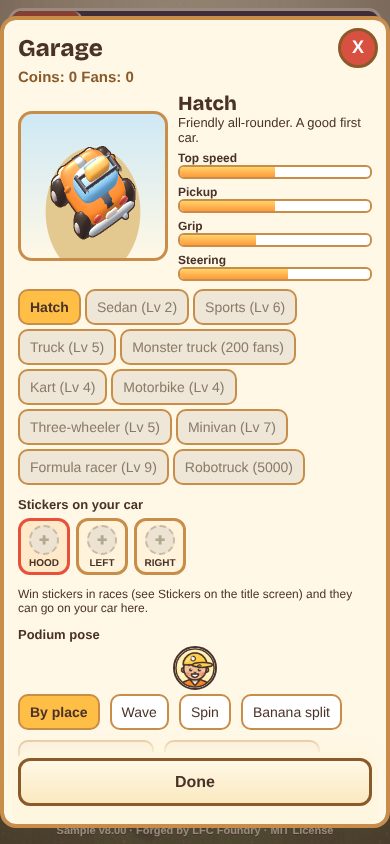 Garage
X
Coins: 0 Fans: 0
Hatch
Friendly all-rounder. A good first
car.
Top speed
Pickup
Grip
Steering
Hatch
Sedan (Lv 2)
Sports (Lv 6)
Truck (Lv 5)
Monster truck (200 fans)
Kart (Lv 4)
Motorbike (Lv 4)
Three-wheeler (Lv 5)
Minivan (Lv 7)
Formula racer (Lv 9)
Robotruck (5000)
Stickers on your car
+
+
+
HOOD
LEFT
RIGHT
Win stickers in races (see Stickers on the title screen) and they
can go on your car here.
Podium pose
By place
Wave
Spin
Banana split
Done
Sample v8.00 · Forged by LFC Foundry · MIT License